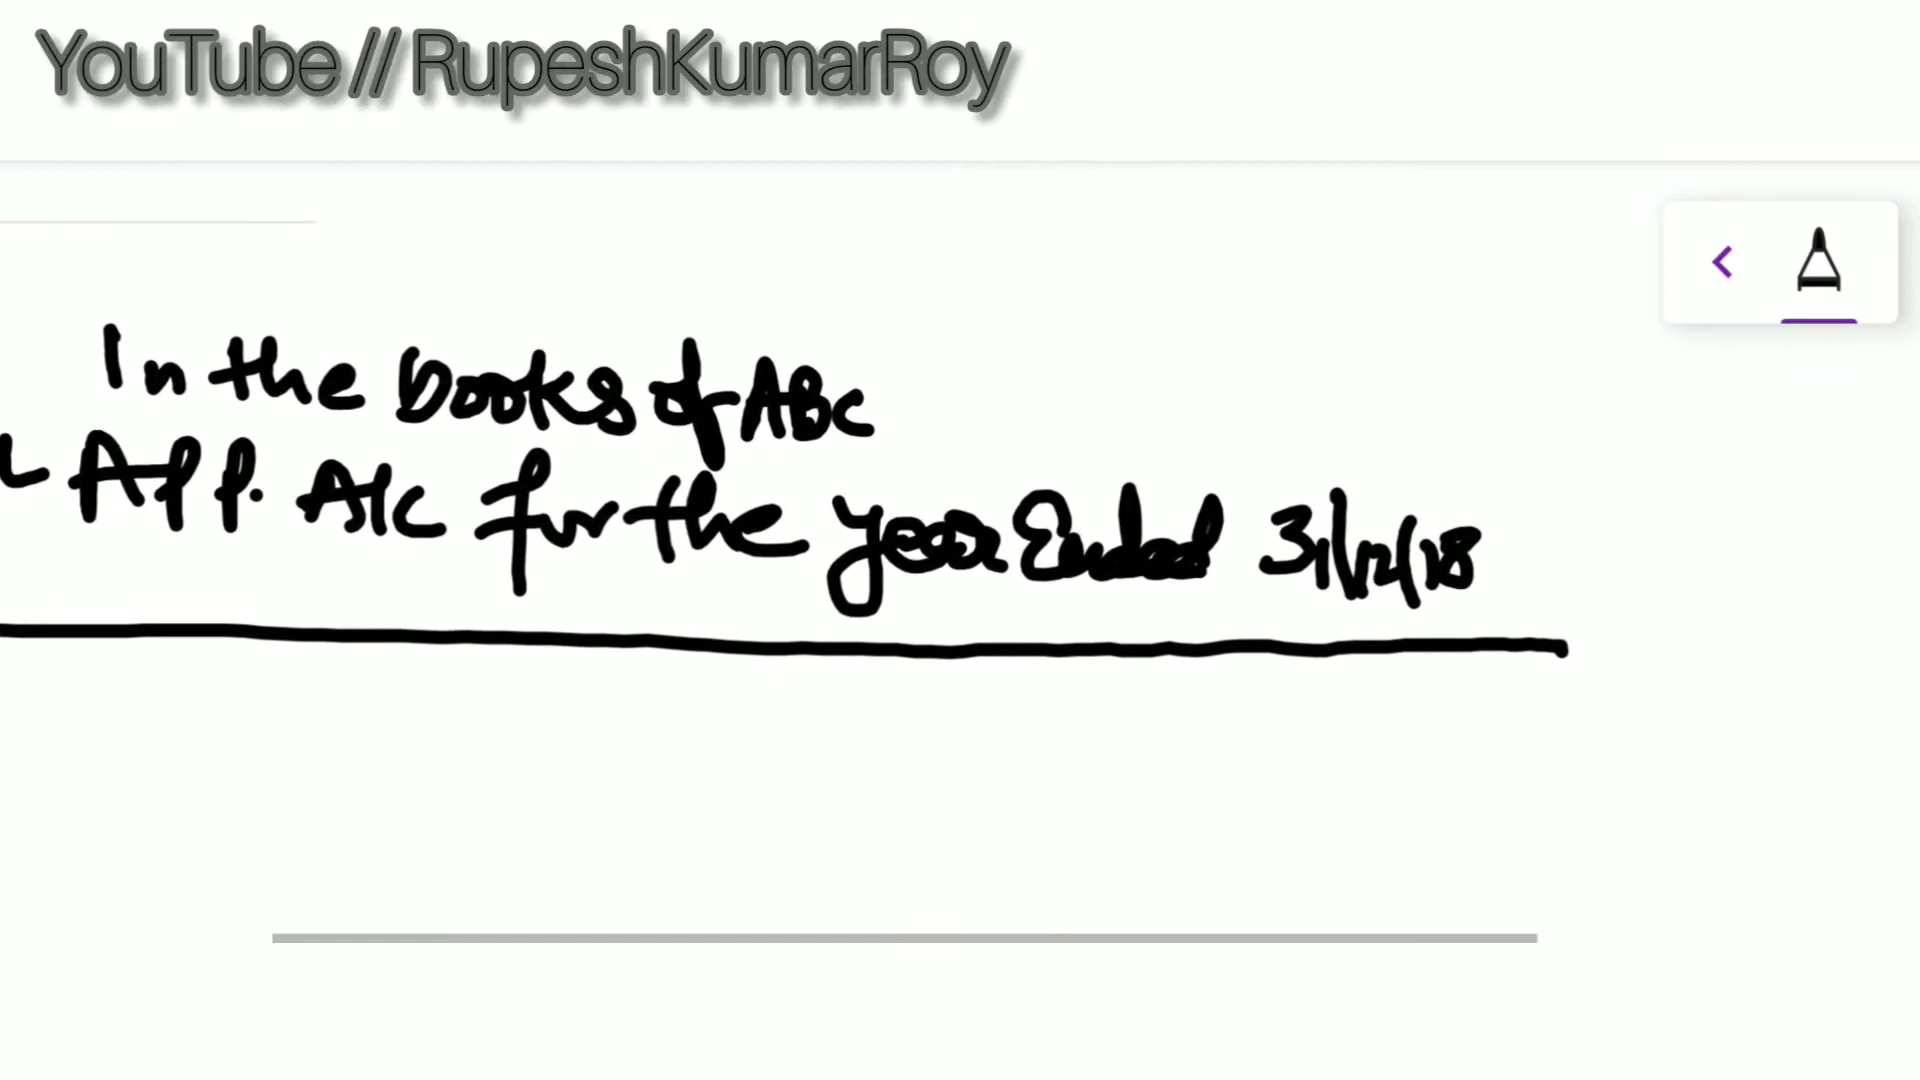 YouTube // RupeshKumarRoy
In the books of ABC
L App. A/c for the year Ended 31/12/18